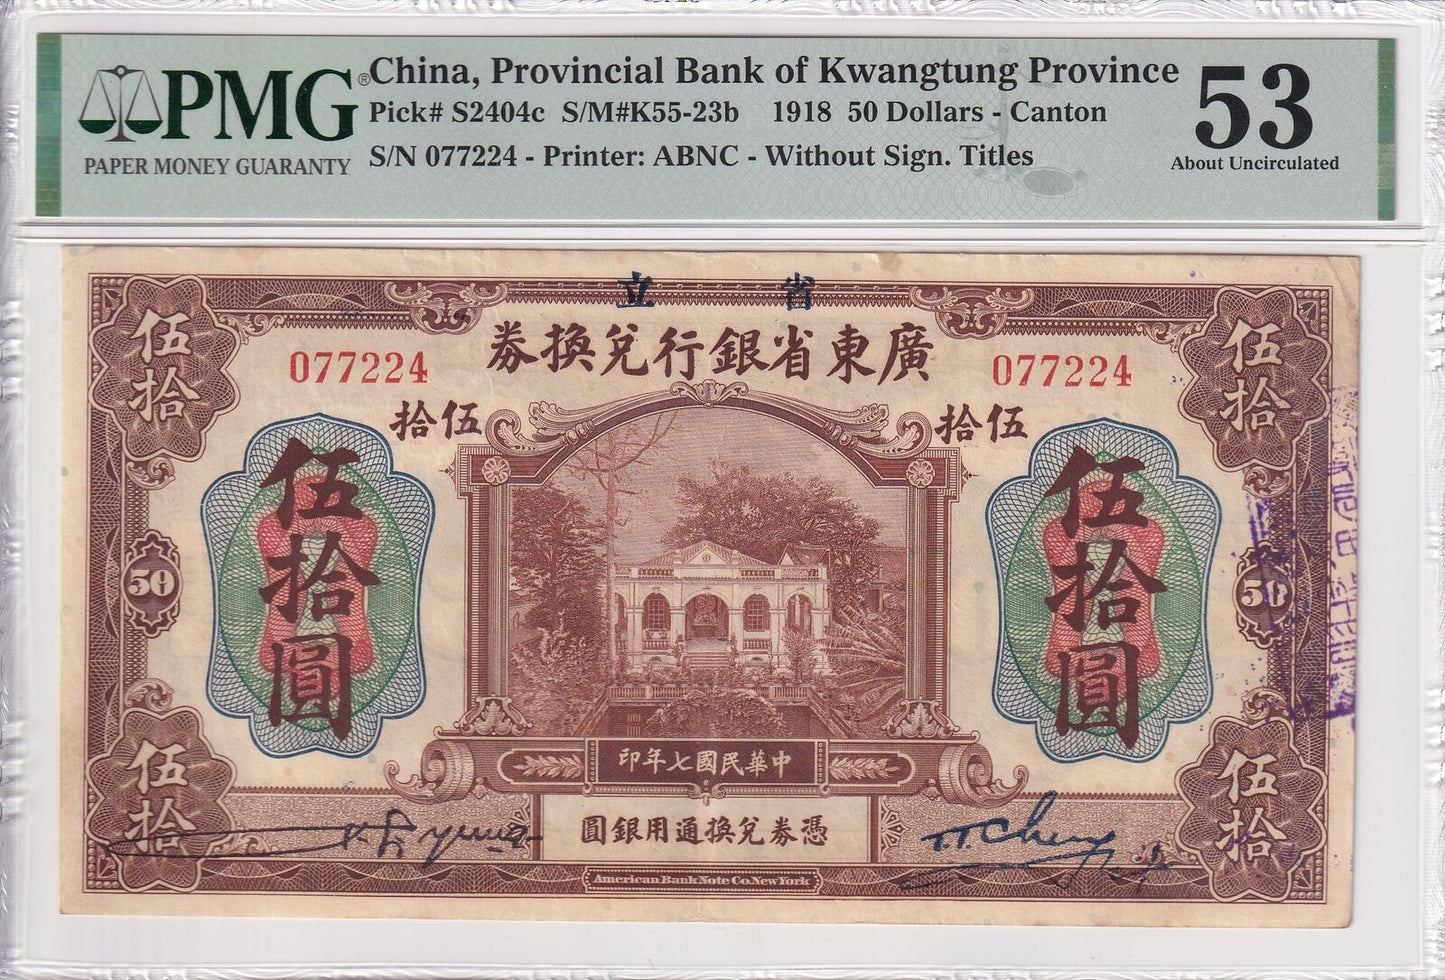 PMG®
PAPER MONEY GUARANTY
China, Provincial Bank of Kwangtung Province
Pick# S2404c S/M#K55-23b 1918 50 Dollars - Canton
S/N 077224 - Printer: ABNC - Without Sign. Titles
53
About Uncirculated
立 省
券換兌行銀省東廣
伍拾
077224
077224
伍拾
拾伍
拾伍
伍拾圓
伍拾圓
50
50
印年七國民華中
圓銀用通換兌券憑
伍拾
伍拾
T.T. Cheng
American Bank Note Co. New York